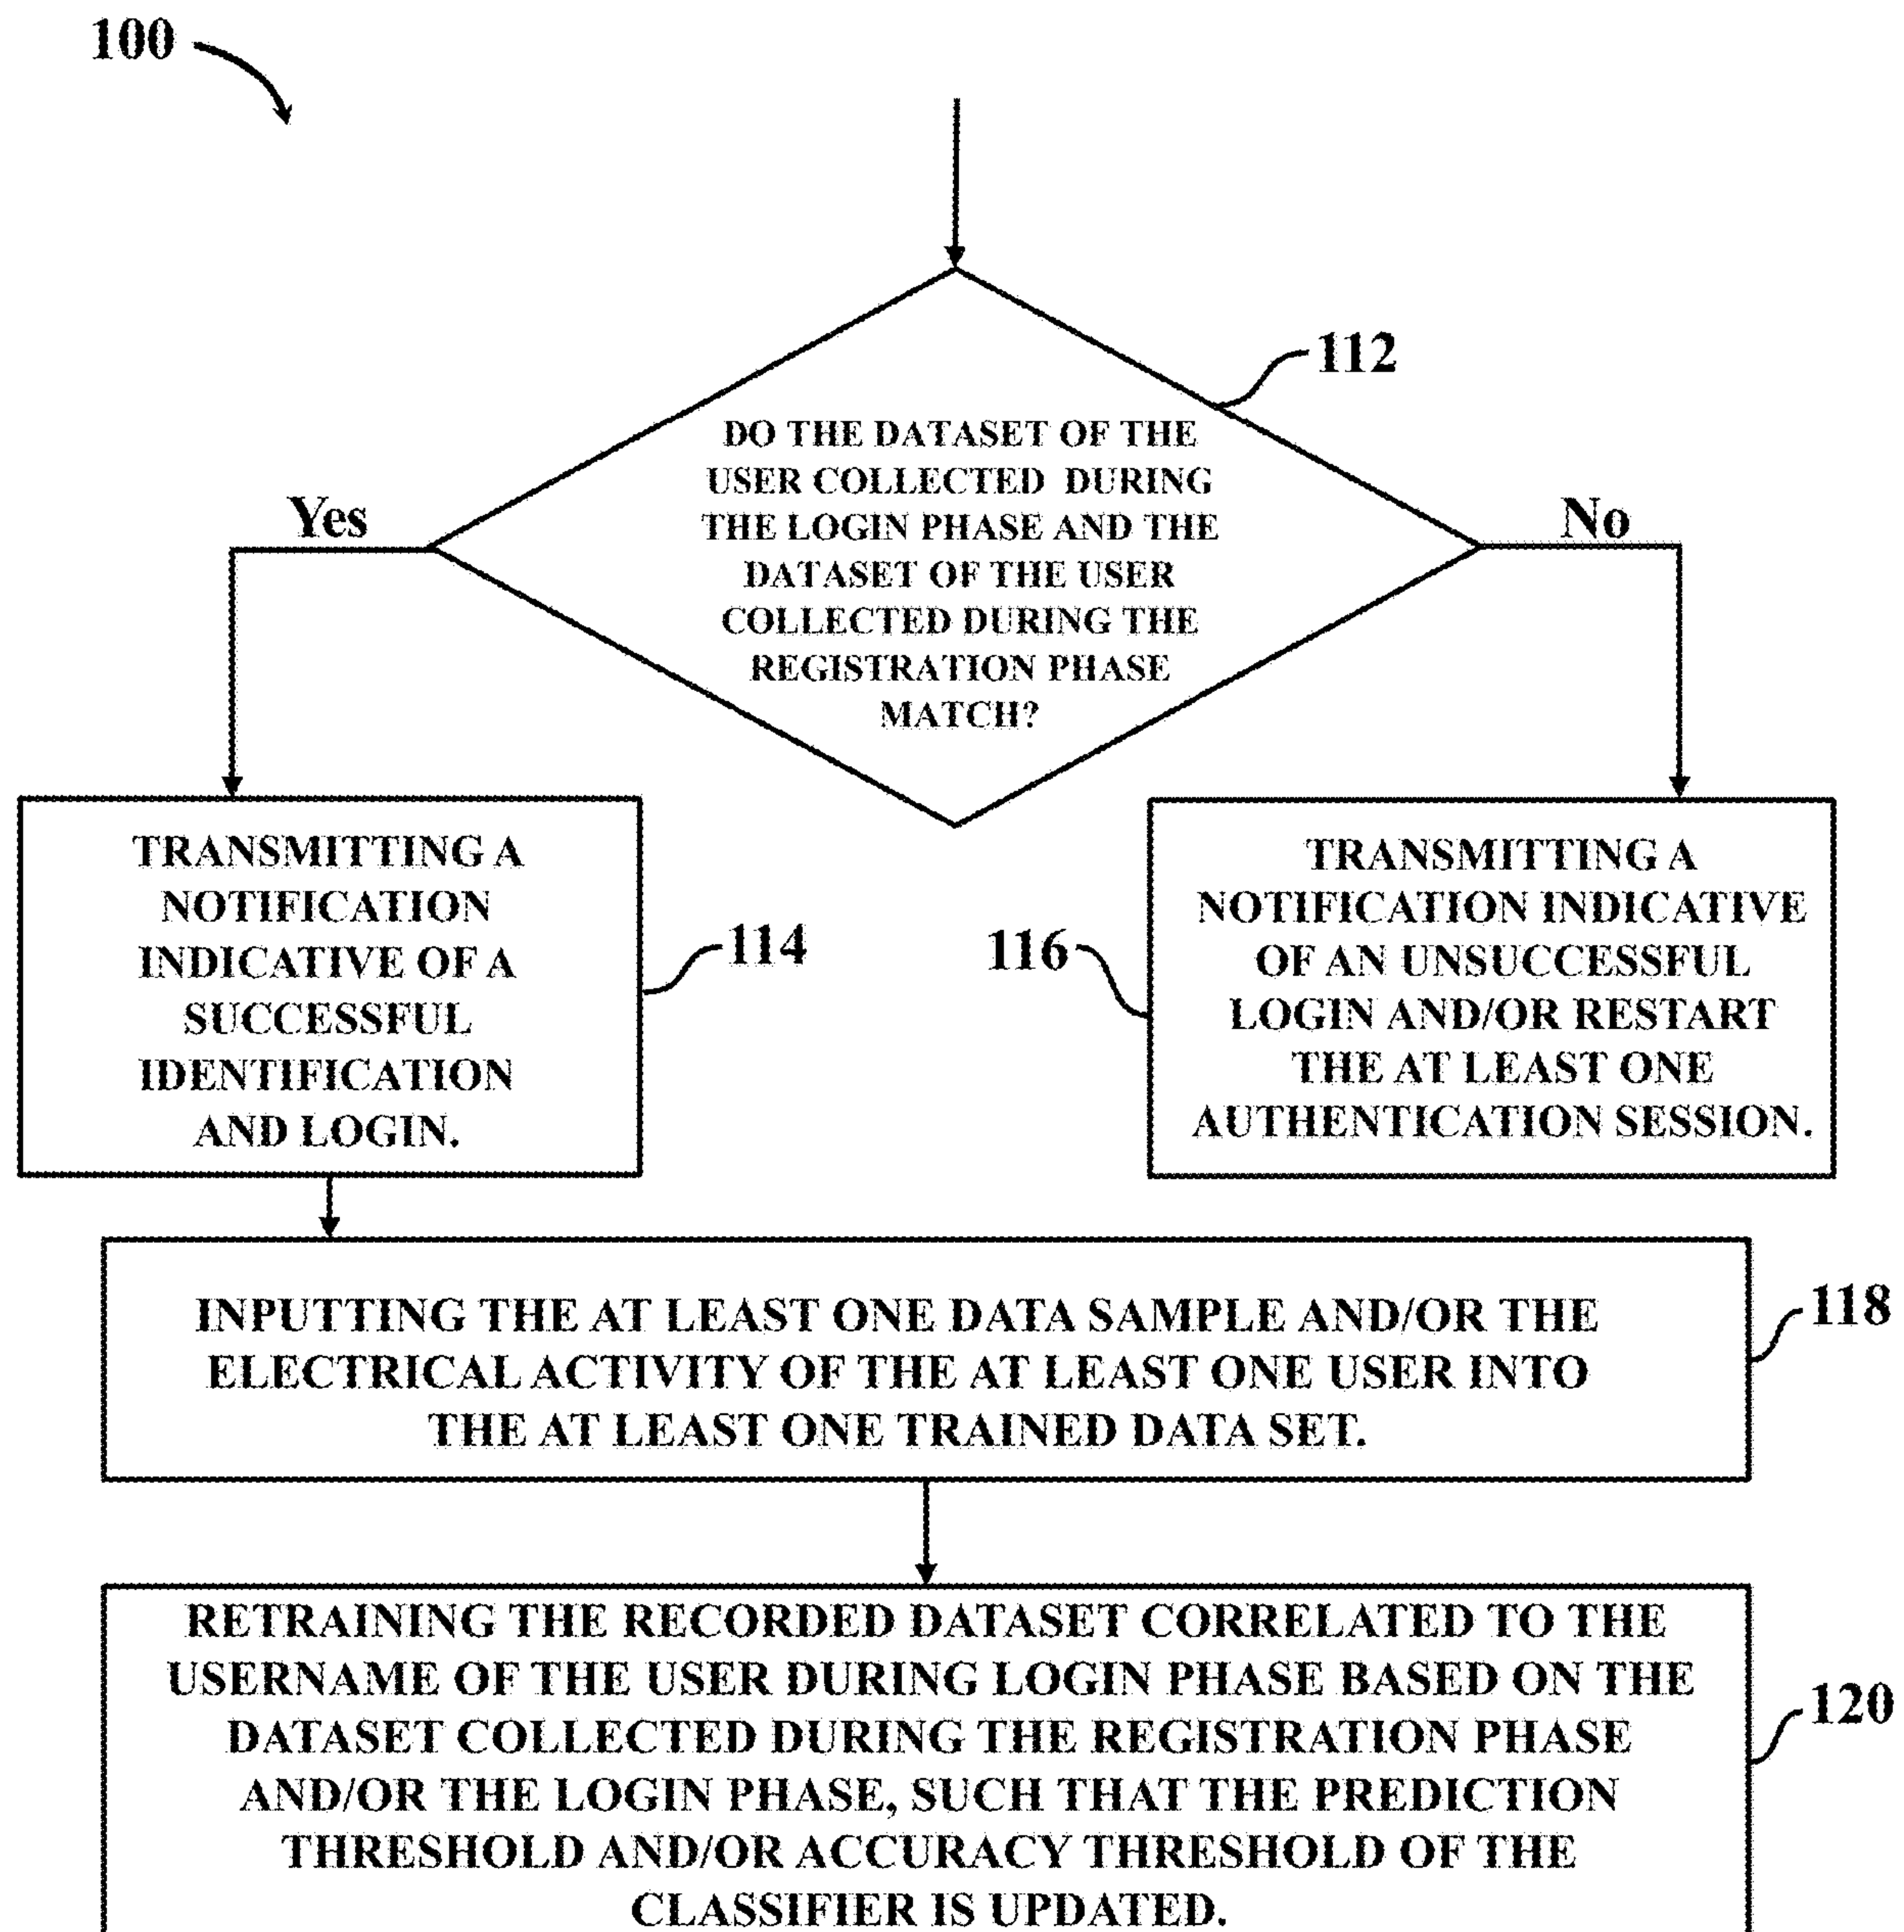 100
112
DO THE DATASET OF THE
USER COLLECTED DURING
THE LOGIN PHASE AND THE
DATASET OF THE USER
COLLECTED DURING THE
REGISTRATION PHASE
MATCH?
Yes
No
TRANSMITTING A
NOTIFICATION
INDICATIVE OF A
SUCCESSFUL
IDENTIFICATION
AND LOGIN.
114
116
TRANSMITTING A
NOTIFICATION INDICATIVE
OF AN UNSUCCESSFUL
LOGIN AND/OR RESTART
THE AT LEAST ONE
AUTHENTICATION SESSION.
INPUTTING THE AT LEAST ONE DATA SAMPLE AND/OR THE
ELECTRICAL ACTIVITY OF THE AT LEAST ONE USER INTO
THE AT LEAST ONE TRAINED DATA SET.
118
RETRAINING THE RECORDED DATASET CORRELATED TO THE
USERNAME OF THE USER DURING LOGIN PHASE BASED ON THE
DATASET COLLECTED DURING THE REGISTRATION PHASE
AND/OR THE LOGIN PHASE, SUCH THAT THE PREDICTION
THRESHOLD AND/OR ACCURACY THRESHOLD OF THE
CLASSIFIER IS UPDATED.
120